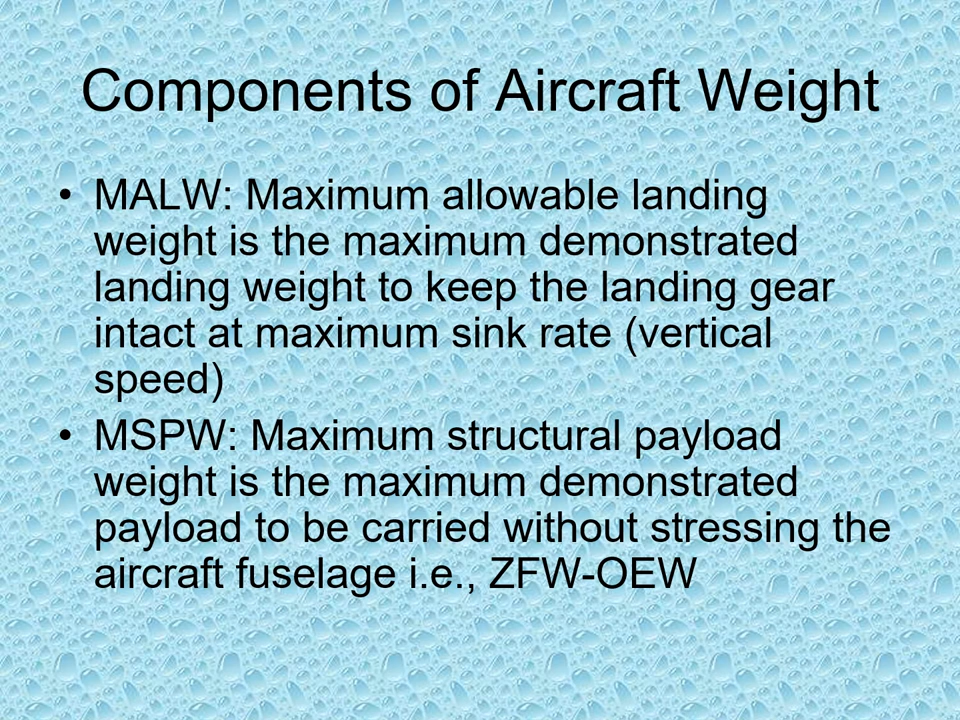 Components of Aircraft Weight
• MALW: Maximum allowable landing
weight is the maximum demonstrated
landing weight to keep the landing gear
intact at maximum sink rate (vertical
speed)
• MSPW: Maximum structural payload
weight is the maximum demonstrated
payload to be carried without stressing the
aircraft fuselage i.e., ZFW-OEW